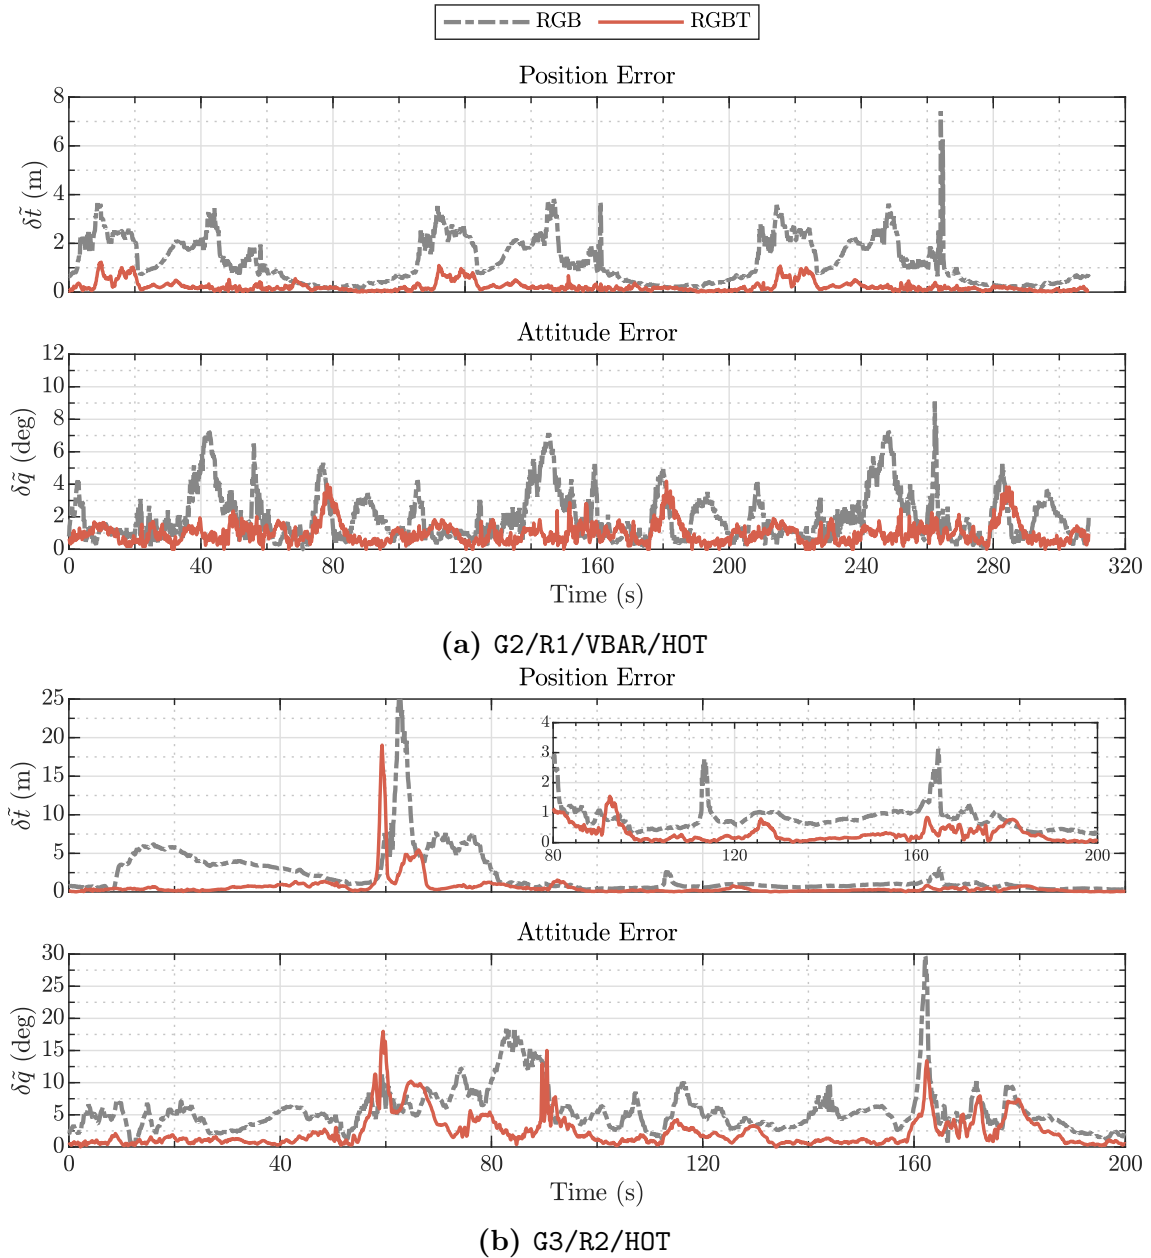 RGB RGBT
Position Error
8
6
4
2
0
δt̃ (m)
Attitude Error
12
10
8
6
4
2
0
δq̃ (deg)
0 40 80 120 160 200 240 280 320
Time (s)
(a) G2/R1/VBAR/HOT
Position Error
25
20
15
10
5
0
δt̃ (m)
4
3
2
1
0
80 120 160 200
Attitude Error
30
25
20
15
10
5
0
δq̃ (deg)
0 40 80 120 160 200
Time (s)
(b) G3/R2/HOT